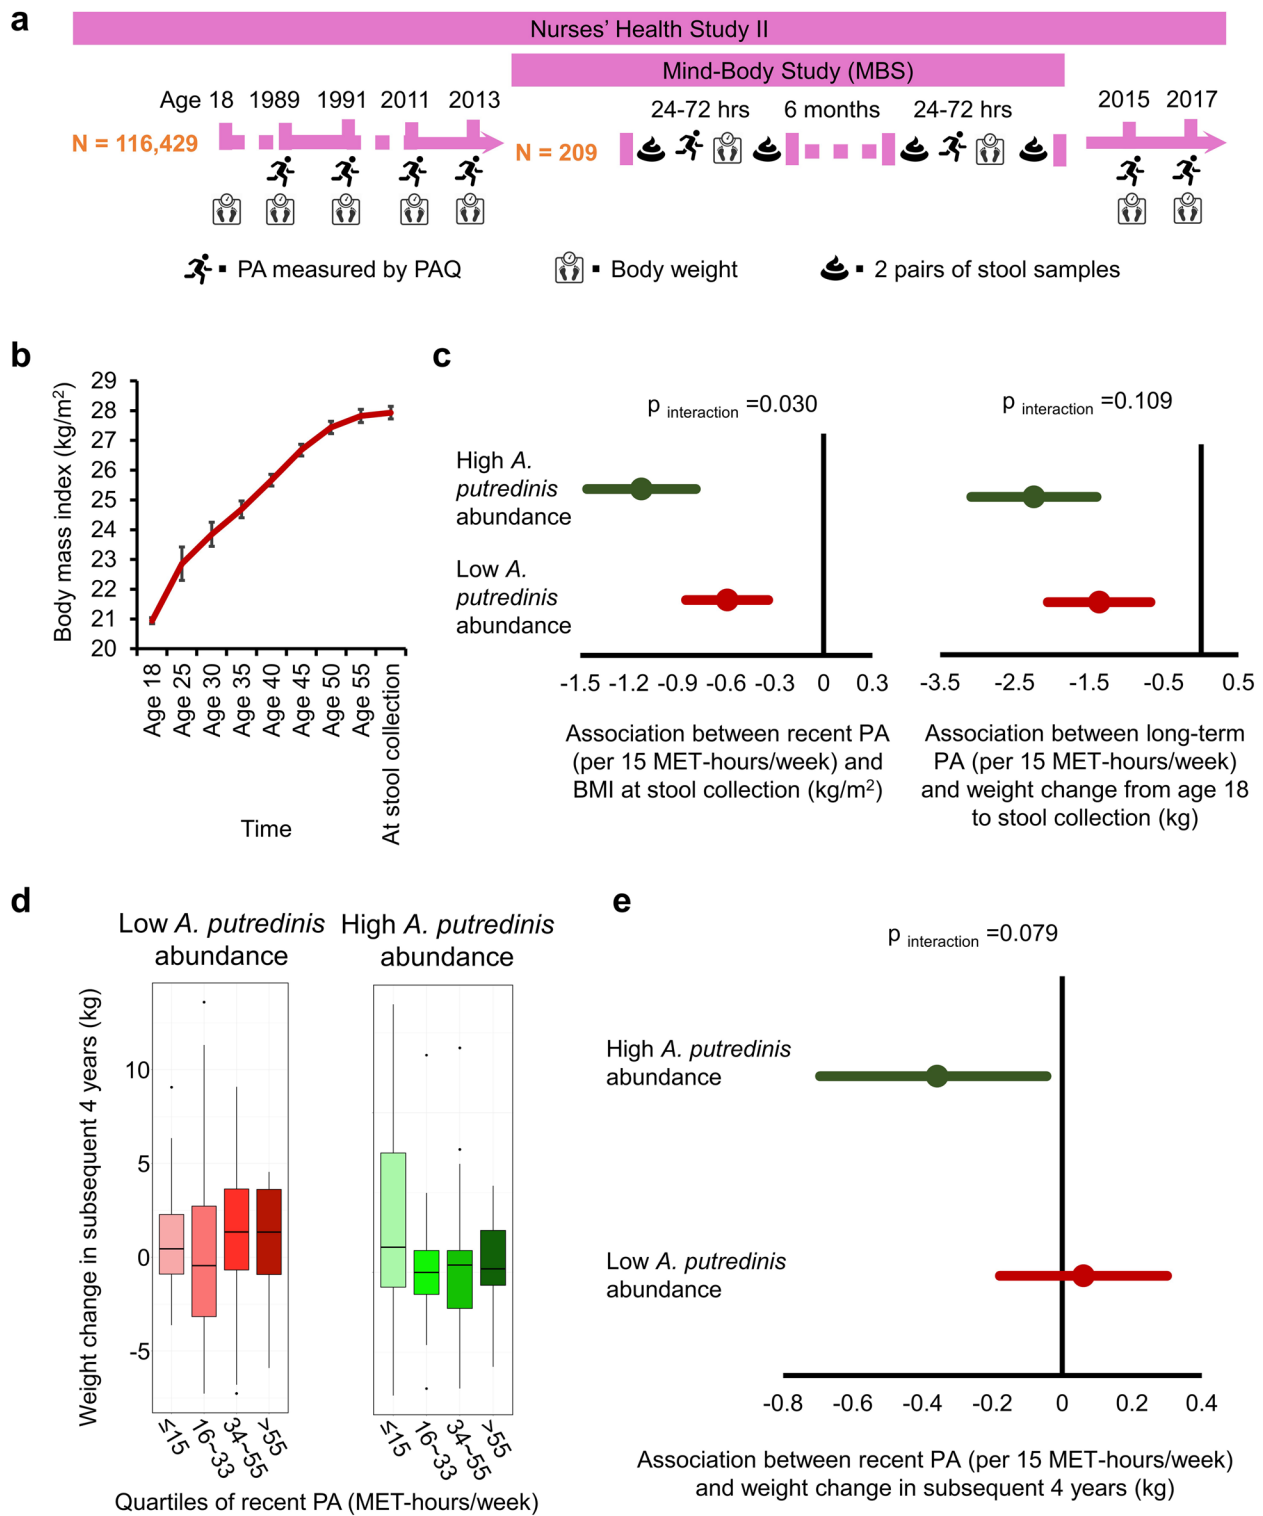 a
Nurses’ Health Study II
Mind-Body Study (MBS)
Age 18 1989 1991 2011 2013
24-72 hrs 6 months 24-72 hrs
2015 2017
N = 116,429
N = 209
PA measured by PAQ
Body weight
2 pairs of stool samples
b
Body mass index (kg/m2)
29
28
27
26
25
24
23
22
21
20
Age 18
Age 25
Age 30
Age 35
Age 40
Age 45
Age 50
Age 55
At stool collection
Time
c
p interaction =0.030
p interaction =0.109
High A.
putredinis
abundance
Low A.
putredinis
abundance
-1.5 -1.2 -0.9 -0.6 -0.3 0 0.3
-3.5 -2.5 -1.5 -0.5 0.5
Association between recent PA
(per 15 MET-hours/week) and
BMI at stool collection (kg/m2)
Association between long-term
PA (per 15 MET-hours/week)
and weight change from age 18
to stool collection (kg)
d
Low A. putredinis
abundance
High A. putredinis
abundance
Weight change in subsequent 4 years (kg)
10
5
0
-5
≤15
16~33
34~55
>55
≤15
16~33
34~55
>55
Quartiles of recent PA (MET-hours/week)
e
p interaction =0.079
High A. putredinis
abundance
Low A. putredinis
abundance
-0.8 -0.6 -0.4 -0.2 0 0.2 0.4
Association between recent PA (per 15 MET-hours/week)
and weight change in subsequent 4 years (kg)